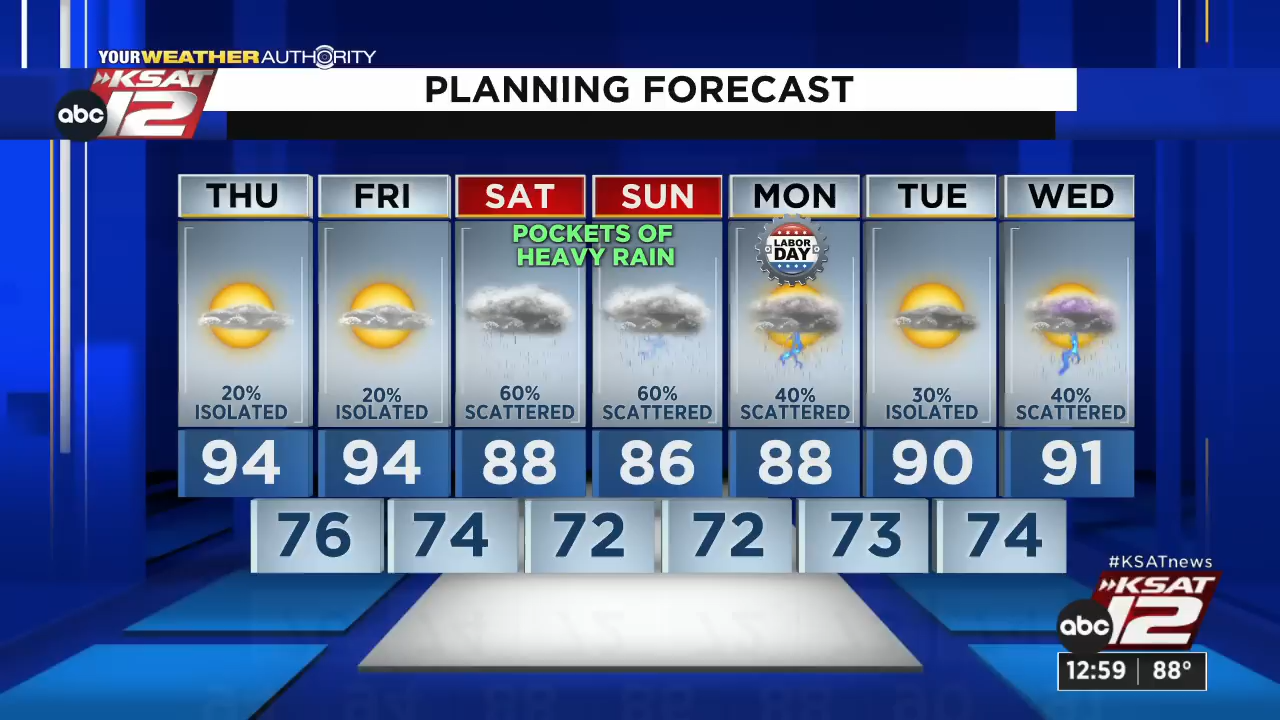 YOURWEATHERAUTHORITY
KSAT
abc 12
PLANNING FORECAST
THU FRI SAT SUN MON TUE WED
POCKETS OF
HEAVY RAIN
LABOR
DAY
20% 20% 60% 60% 40% 30% 40%
ISOLATED ISOLATED SCATTERED SCATTERED SCATTERED ISOLATED SCATTERED
94 94 88 86 88 90 91
76 74 72 72 73 74
#KSATnews
KSAT
abc 12
12:59 88°